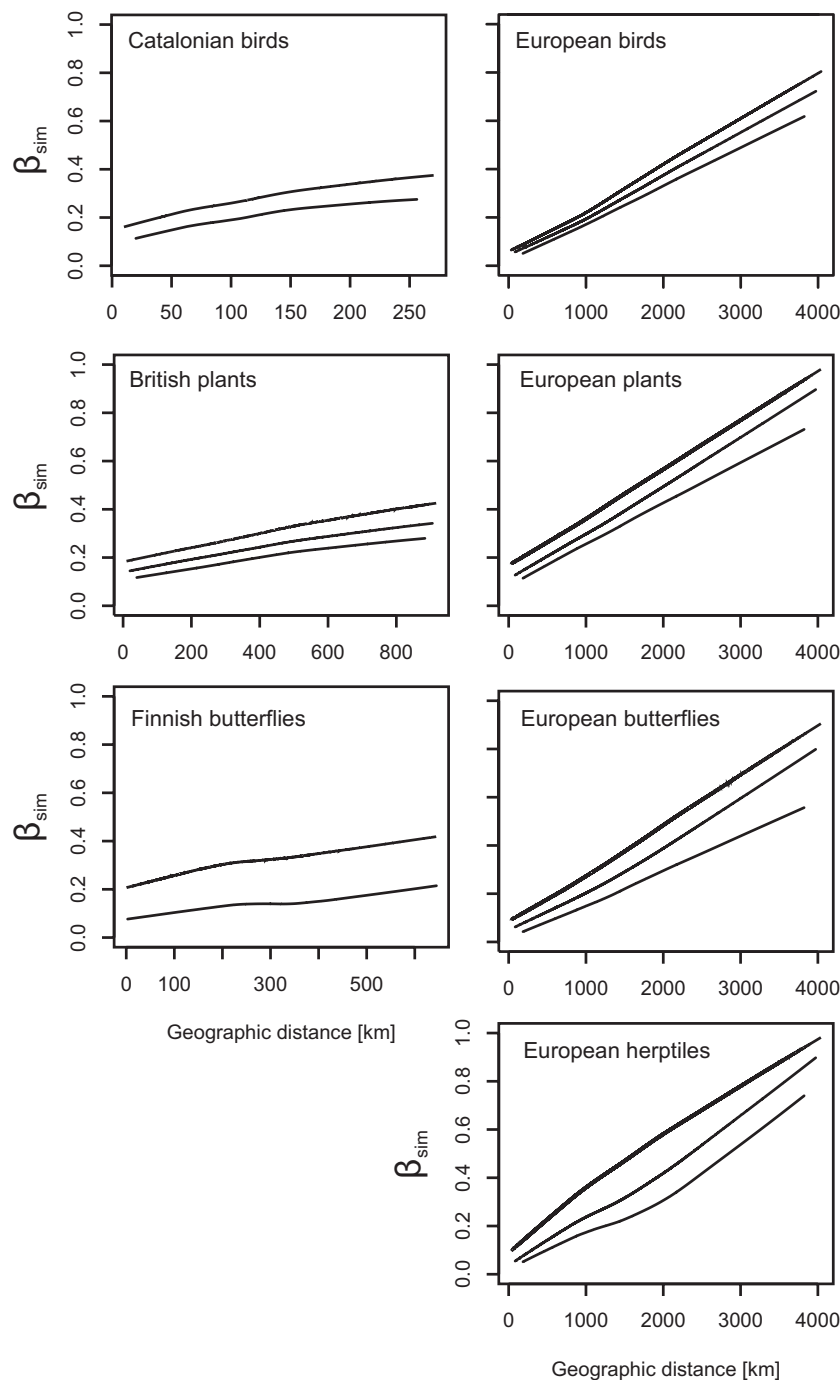 Catalonian birds
βsim
0.0 0.2 0.4 0.6 0.8 1.0
0 50 100 150 200 250
European birds
0 1000 2000 3000 4000
British plants
βsim
0.0 0.2 0.4 0.6 0.8 1.0
0 200 400 600 800
European plants
0 1000 2000 3000 4000
Finnish butterflies
βsim
0.0 0.2 0.4 0.6 0.8 1.0
0 100 300 500
Geographic distance [km]
European butterflies
0 1000 2000 3000 4000
European herptiles
βsim
0.0 0.2 0.4 0.6 0.8 1.0
0 1000 2000 3000 4000
Geographic distance [km]